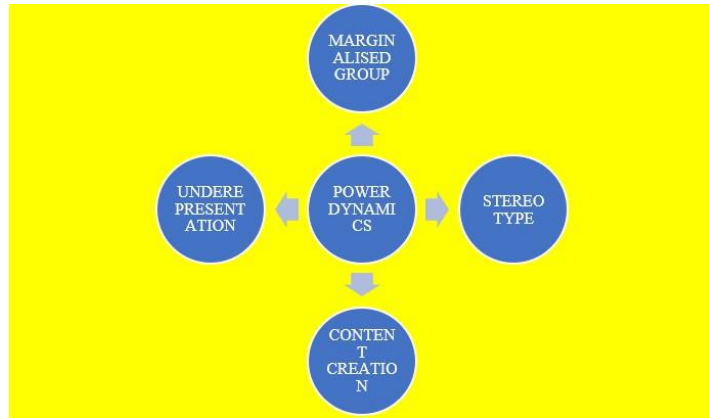 MARGIN
ALISED
GROUP
UNDERE
PRESENT
ATION
POWER
DYNAMI
CS
STEREO
TYPE
CONTEN
T
CREATIO
N